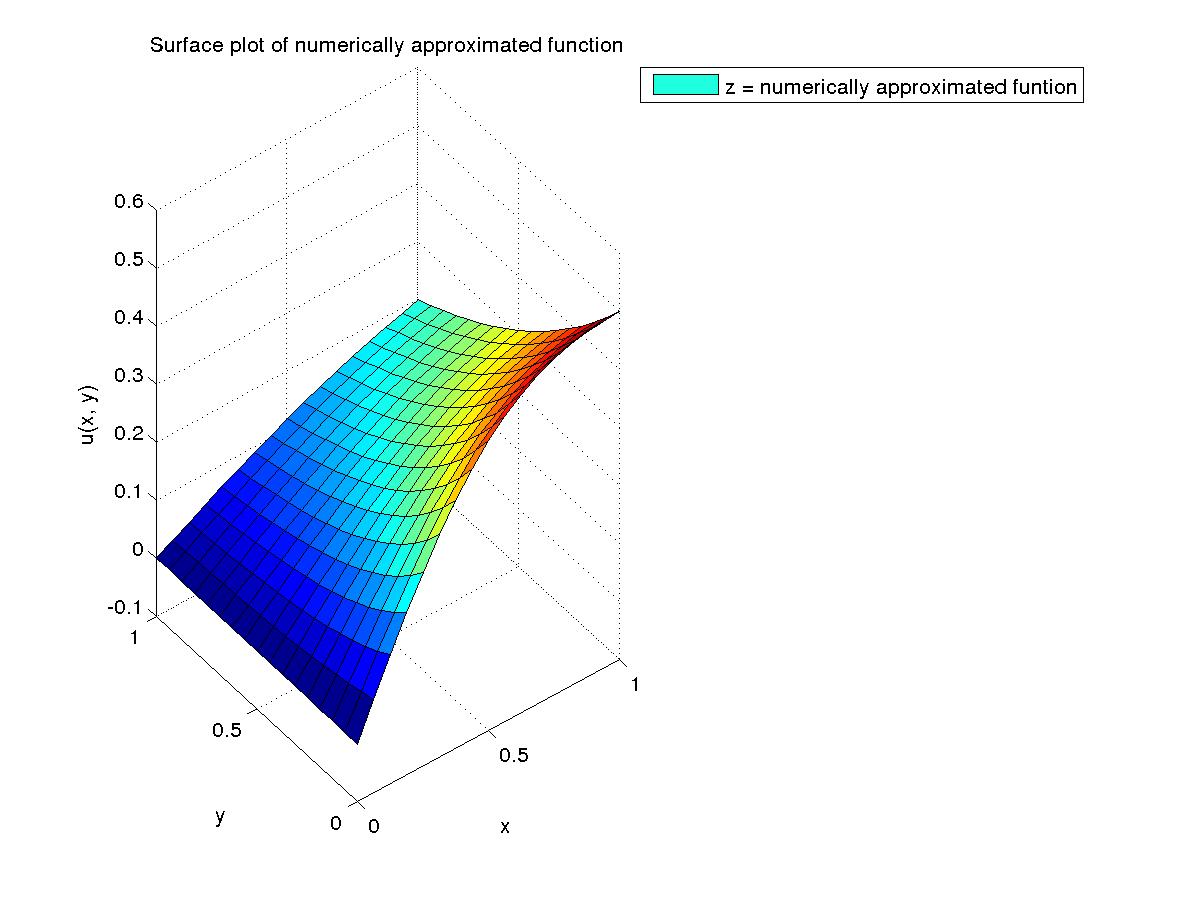 Surface plot of numerically approximated function
z = numerically approximated funtion
0.6
0.5
0.4
0.3
0.2
0.1
0
-0.1
u(x, y)
1
0.5
0
y
0
0.5
1
x